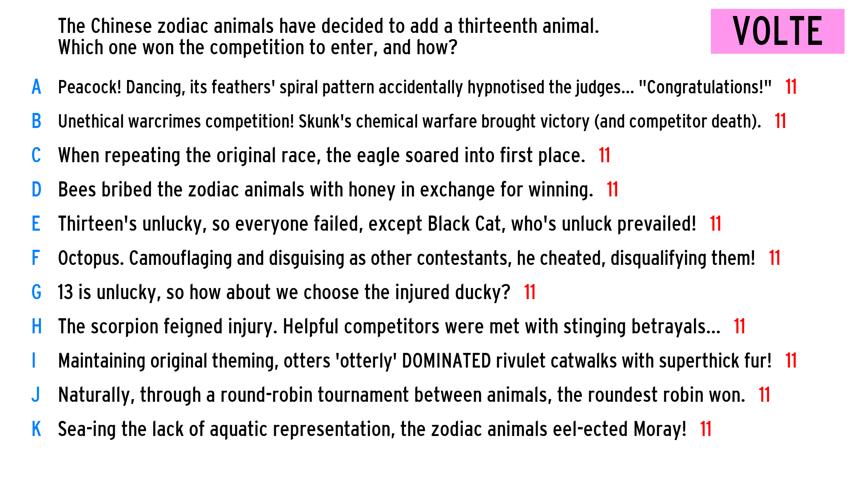 The Chinese zodiac animals have decided to add a thirteenth animal.
Which one won the competition to enter, and how?
VOLTE
A Peacock! Dancing, its feathers' spiral pattern accidentally hypnotised the judges... "Congratulations!" 11
B Unethical warcrimes competition! Skunk's chemical warfare brought victory (and competitor death). 11
C When repeating the original race, the eagle soared into first place. 11
D Bees bribed the zodiac animals with honey in exchange for winning. 11
E Thirteen's unlucky, so everyone failed, except Black Cat, who's unluck prevailed! 11
F Octopus. Camouflaging and disguising as other contestants, he cheated, disqualifying them! 11
G 13 is unlucky, so how about we choose the injured ducky? 11
H The scorpion feigned injury. Helpful competitors were met with stinging betrayals... 11
I Maintaining original theming, otters 'otterly' DOMINATED rivulet catwalks with superthick fur! 11
J Naturally, through a round-robin tournament between animals, the roundest robin won. 11
K Sea-ing the lack of aquatic representation, the zodiac animals eel-ected Moray! 11